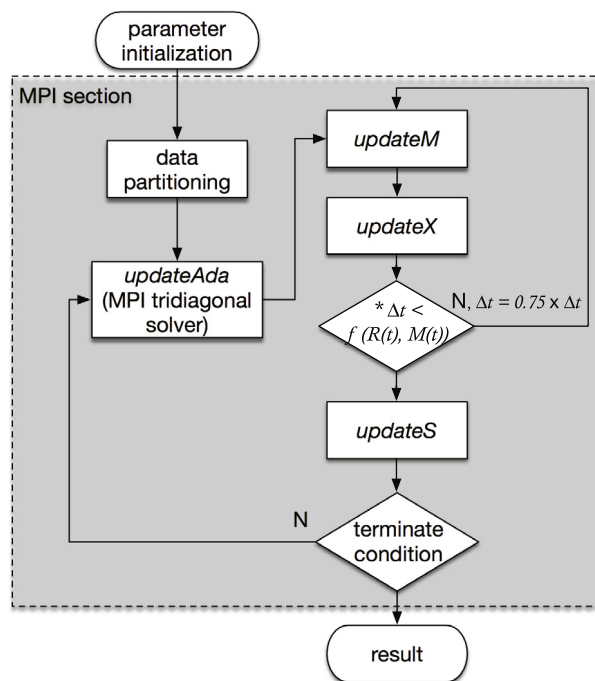 parameter
initialization
MPI section
data
partitioning
updateAda
(MPI tridiagonal
solver)
updateM
updateX
* Δt <
f (R(t), M(t))
N, Δt = 0.75 x Δt
updateS
N
terminate
condition
result